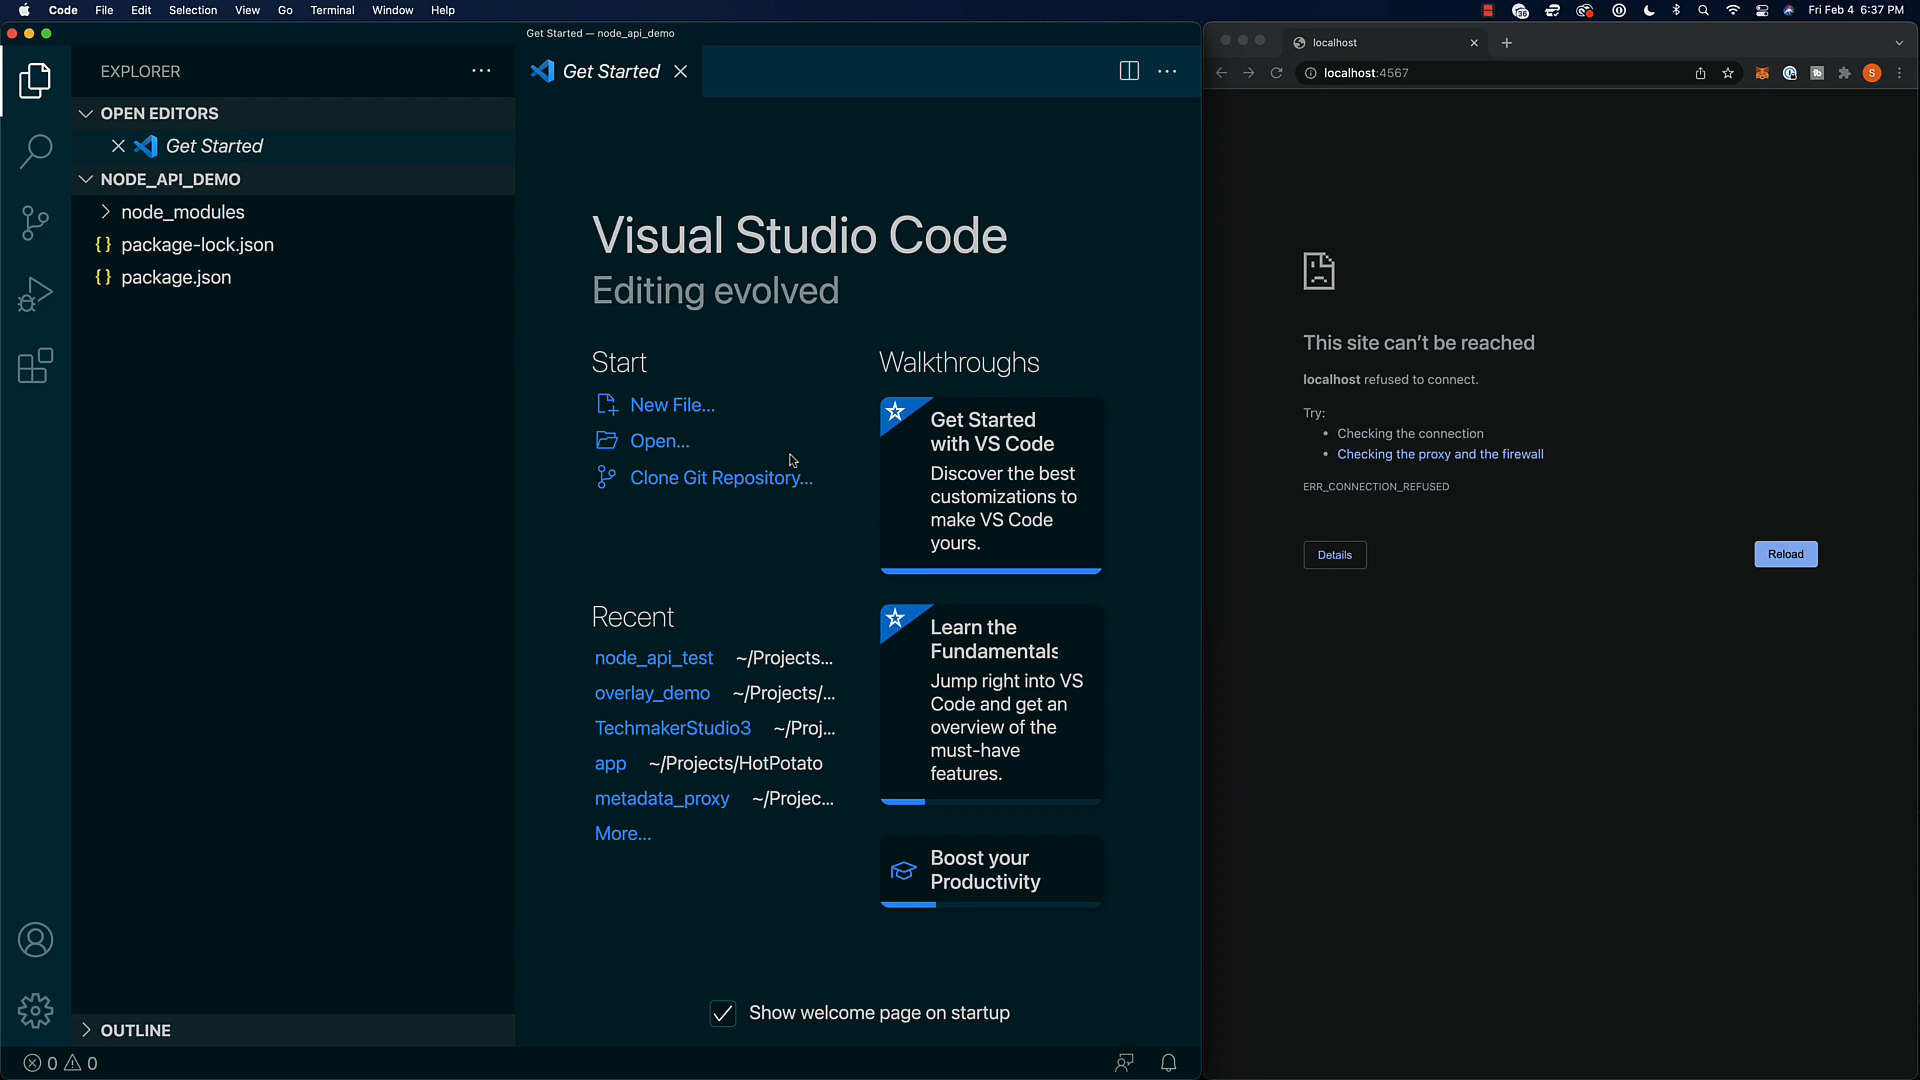 Code File Edit Selection View Go Terminal Window Help
36
Fri Feb 4 6:37 PM
Get Started — node_api_demo
EXPLORER
OPEN EDITORS
Get Started
NODE_API_DEMO
node_modules
{} package-lock.json
{} package.json
OUTLINE
0 0
Get Started
Visual Studio Code
Editing evolved
Start
New File...
Open...
Clone Git Repository...
Recent
node_api_test ~/Projects...
overlay_demo ~/Projects/...
TechmakerStudio3 ~/Proj...
app ~/Projects/HotPotato
metadata_proxy ~/Projec...
More...
Walkthroughs
Get Started
with VS Code
Discover the best
customizations to
make VS Code
yours.
Learn the
Fundamentals
Jump right into VS
Code and get an
overview of the
must-have
features.
Boost your
Productivity
Show welcome page on startup
localhost
localhost:4567
S
This site can’t be reached
localhost refused to connect.
Try:
• Checking the connection
• Checking the proxy and the firewall
ERR_CONNECTION_REFUSED
Details
Reload